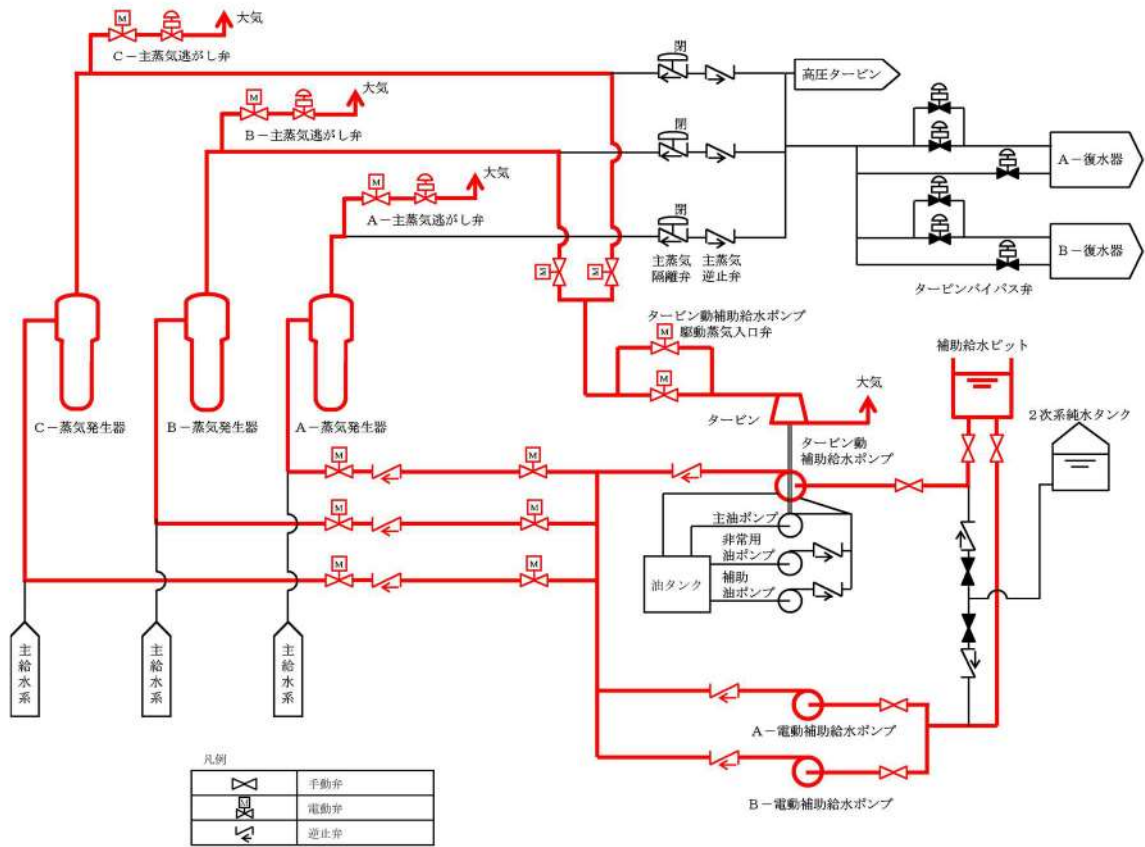 M
大気
C-主蒸気逃がし弁
閉
高圧タービン
M
大気
B-主蒸気逃がし弁
閉
A-復水器
M
大気
A-主蒸気逃がし弁
閉
B-復水器
主蒸気
隔離弁
主蒸気
逆止弁
M
M
タービンバイパス弁
タービン動補助給水ポンプ
駆動蒸気入口弁
M
M
補助給水ピット
大気
タービン
2次系純水タンク
C-蒸気発生器
B-蒸気発生器
A-蒸気発生器
タービン動
補助給水ポンプ
M
M
M
M
M
M
主油ポンプ
非常用
油ポンプ
補助
油ポンプ
油タンク
主給水系
主給水系
主給水系
A-電動補助給水ポンプ
B-電動補助給水ポンプ
凡例
手動弁
M
電動弁
逆止弁